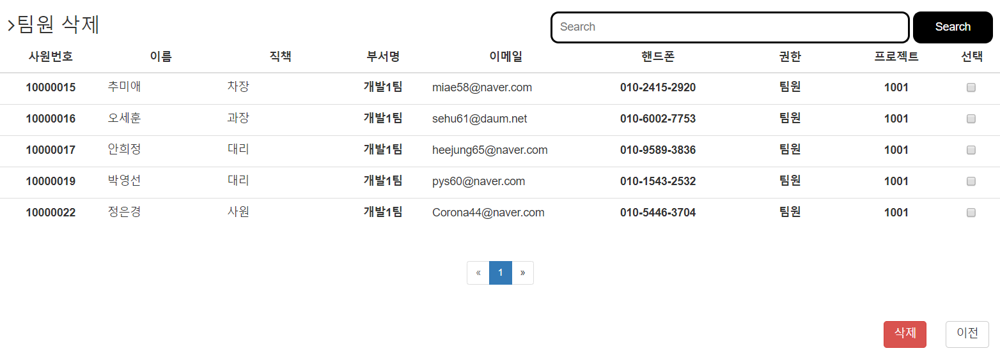 >팀원 삭제 Search Search
사원번호 이름 직책 부서명 이메일 핸드폰 권한 프로젝트 선택
10000015 추미애 차장 개발1팀 miae58@naver.com 010-2415-2920 팀원 1001
10000016 오세훈 과장 개발1팀 sehu61@daum.net 010-6002-7753 팀원 1001
10000017 안희정 대리 개발1팀 heejung65@naver.com 010-9589-3836 팀원 1001
10000019 박영선 대리 개발1팀 pys60@naver.com 010-1543-2532 팀원 1001
10000022 정은경 사원 개발1팀 Corona44@naver.com 010-5446-3704 팀원 1001
« 1 »
삭제 이전